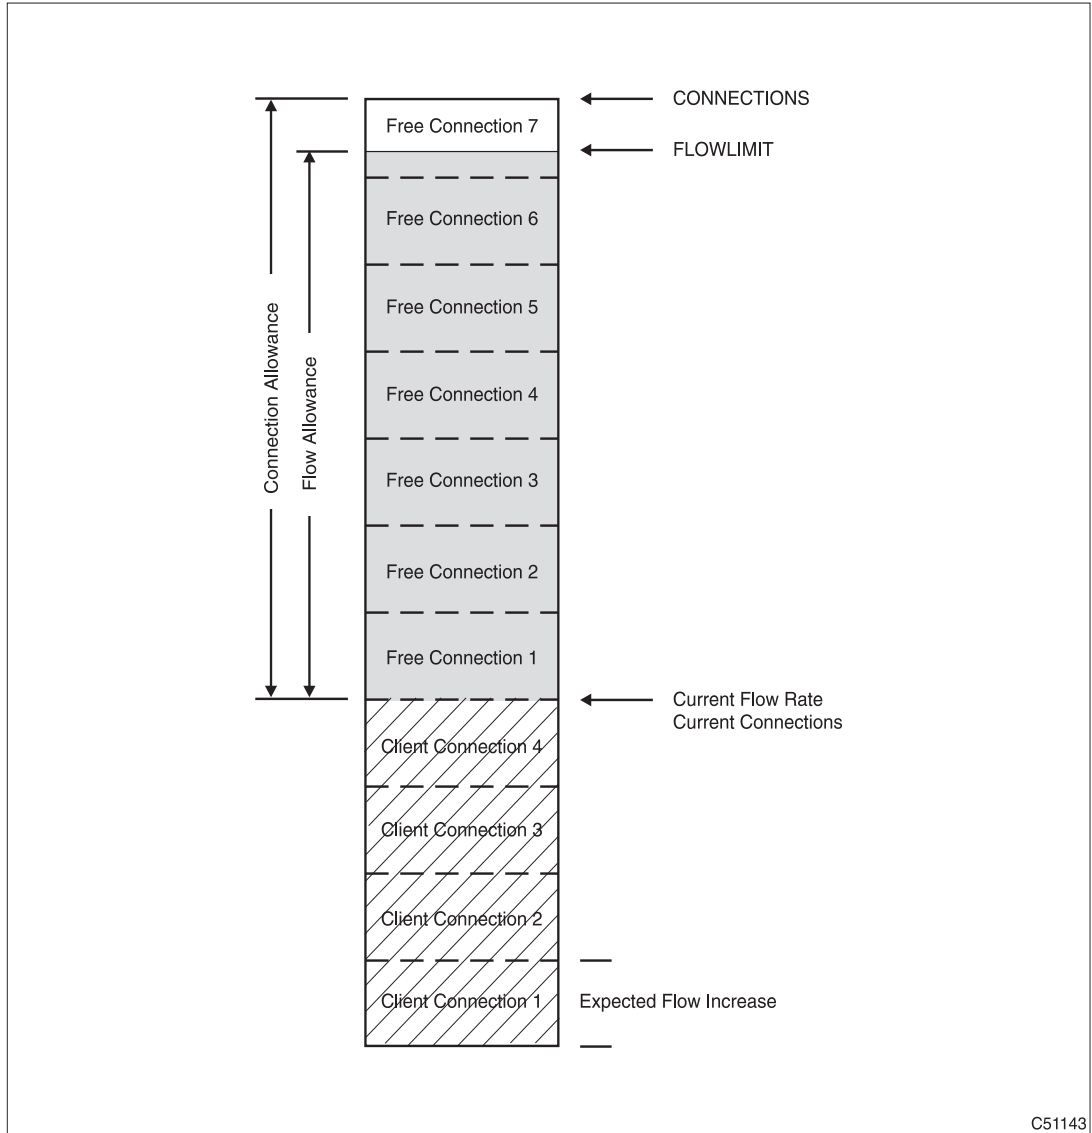 CONNECTIONS
Free Connection 7
FLOWLIMIT
Free Connection 6
Free Connection 5
Connection Allowance
Flow Allowance
Free Connection 4
Free Connection 3
Free Connection 2
Free Connection 1
Current Flow Rate
Current Connections
Client Connection 4
Client Connection 3
Client Connection 2
Client Connection 1
Expected Flow Increase
C51143